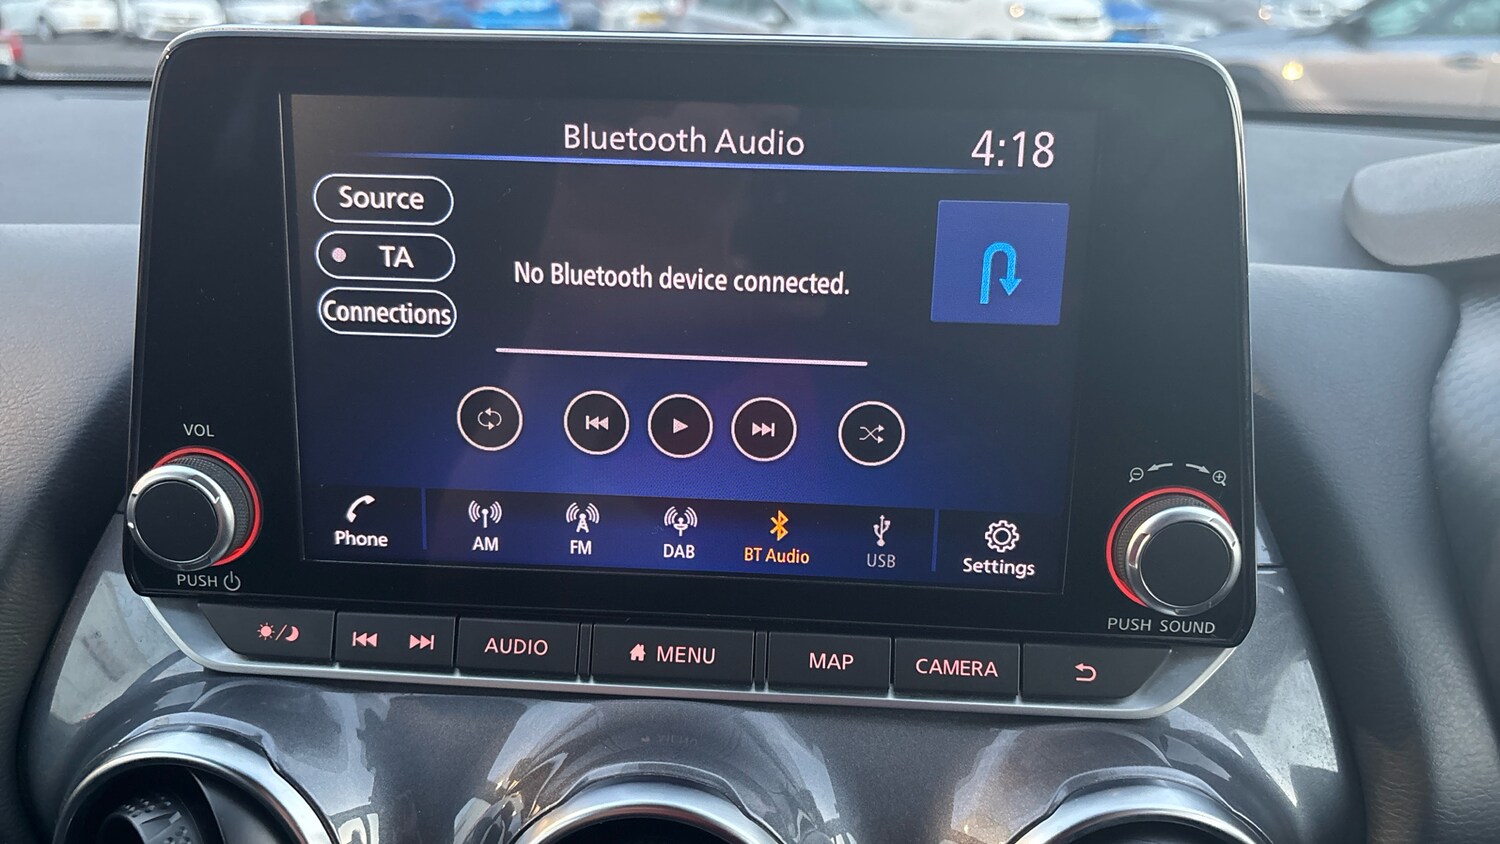 Bluetooth Audio
4:18
Source
TA
Connections
No Bluetooth device connected.
VOL
PUSH
Phone
AM
FM
DAB
BT Audio
USB
Settings
PUSH SOUND
AUDIO
MENU
MAP
CAMERA